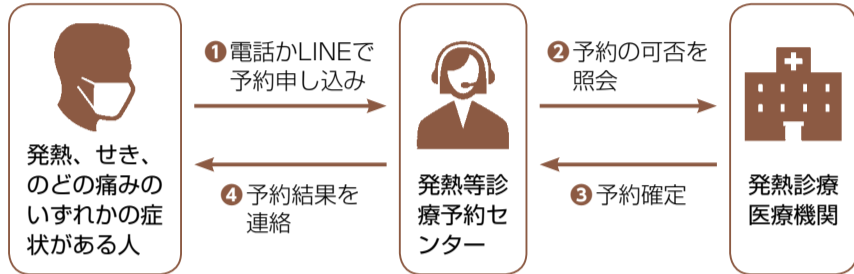 ❶電話かLINEで
予約申し込み
❷予約の可否を
照会
発熱、せき、
のどの痛みの
いずれかの症
状がある人
❹予約結果を
連絡
発熱等診
療予約セ
ンター
❸予約確定
発熱診療
医療機関